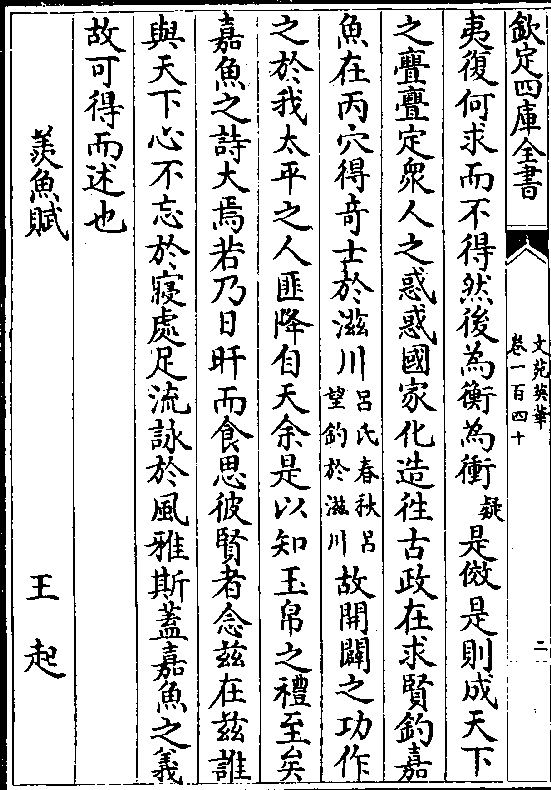 欽定四庫全書
文苑英華
卷一百四十
二
夷復何求而不得然後為衡為衝疑是儆是則成天下
之亹亹定衆人之惑惑國家化造往古政在求賢釣嘉
魚在丙穴得竒士於滋川吕氏春秋吕望釣於滋川故開闢之功作
之於我太平之人匪降自天余是以知玉帛之禮至矣
嘉魚之詩大焉若乃日旰而食思彼賢者念兹在兹誰
與天下心不忘於寢處足流詠於風雅斯蓋嘉魚之義
故可得而述也
羨魚賦 王起